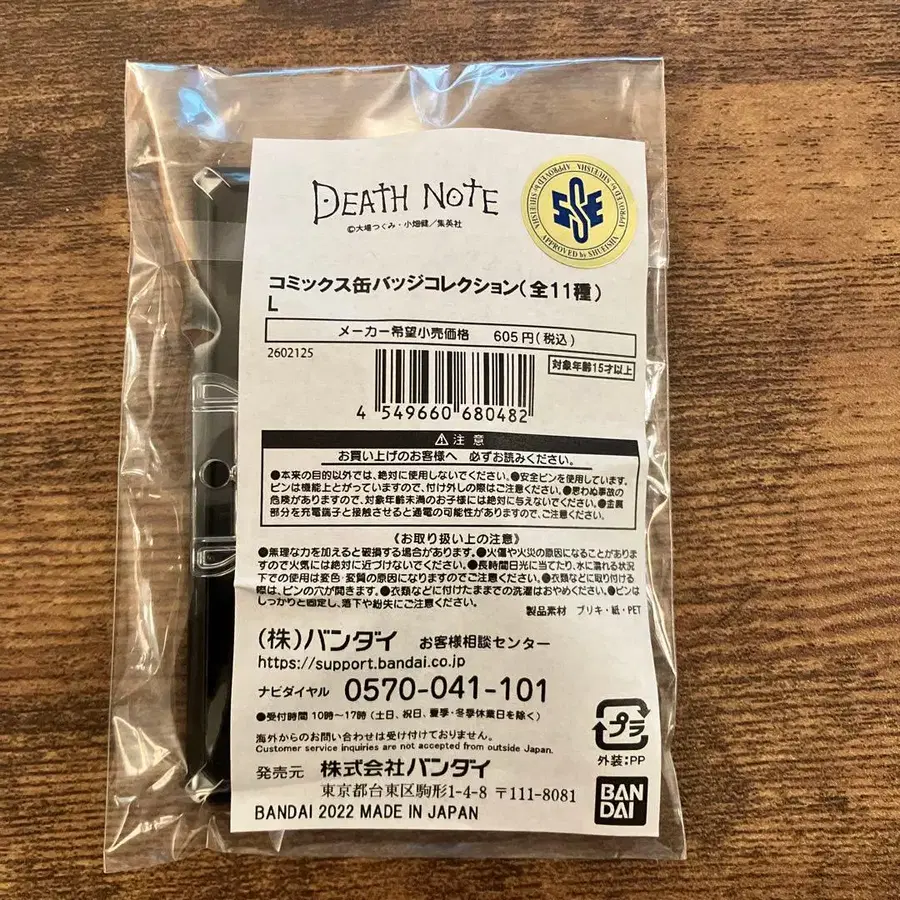 DEATH NOTE
©大場つぐみ・小畑健/集英社
APPROVED by SHUEISHA
SSE
APPROVED by SHUEISHA
APPROVED by SHUEISHA
コミックス缶バッジコレクション(全11種)
L
メーカー希望小売価格 605円(税込)
2602125
対象年齢15才以上
4 549660 680482
⚠注意
お買い上げのお客様へ 必ずお読みください。
●本来の目的以外では、絶対に使用しないでください。●安全ピンを使用しています。
ピンは機能上とがっていますので、付け外しの際はご注意ください。●思わぬ事故の
危険がありますので、対象年齢未満のお子様には絶対に与えないでください。●金属
部分を充電端子と接触させると通電の可能性がありますので、ご注意ください。
《お取り扱い上の注意》
●無理な力を加えると破損する場合があります。●火傷や火災の原因になることがありま
すので火気には絶対に近づけないでください。●長時間日光に当てたり、水に濡れる状況
下での使用は変色・変質の原因になりますのでご注意ください。●衣類などに取り付ける
際は、ピンの穴が開きます。●衣類などに付けたままでの洗濯はおやめください。●ピンは
しっかりと固定し、落下や紛失にご注意ください。
製品素材 ブリキ・紙・PET
(株)バンダイ お客様相談センター
https://support.bandai.co.jp
ナビダイヤル 0570-041-101
●受付時間 10時~17時(土日、祝日、夏季・冬季休業日を除く)
海外からのお問い合わせは受け付けておりません。
Customer service inquiries are not accepted from outside Japan.
プラ
外装:PP
発売元 株式会社バンダイ
東京都台東区駒形1-4-8 〒111-8081
BANDAI 2022 MADE IN JAPAN
BAN
DAI